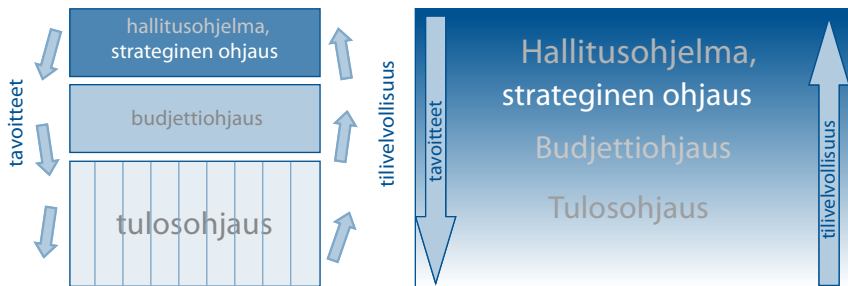 tavoitteet
hallitusohjelma,
strateginen ohjaus
budjettiohjaus
tulosohjaus
tilivelvollisuus
tavoitteet
Hallitusohjelma,
strateginen ohjaus
Budjettiohjaus
Tulosohjaus
tilivelvollisuus